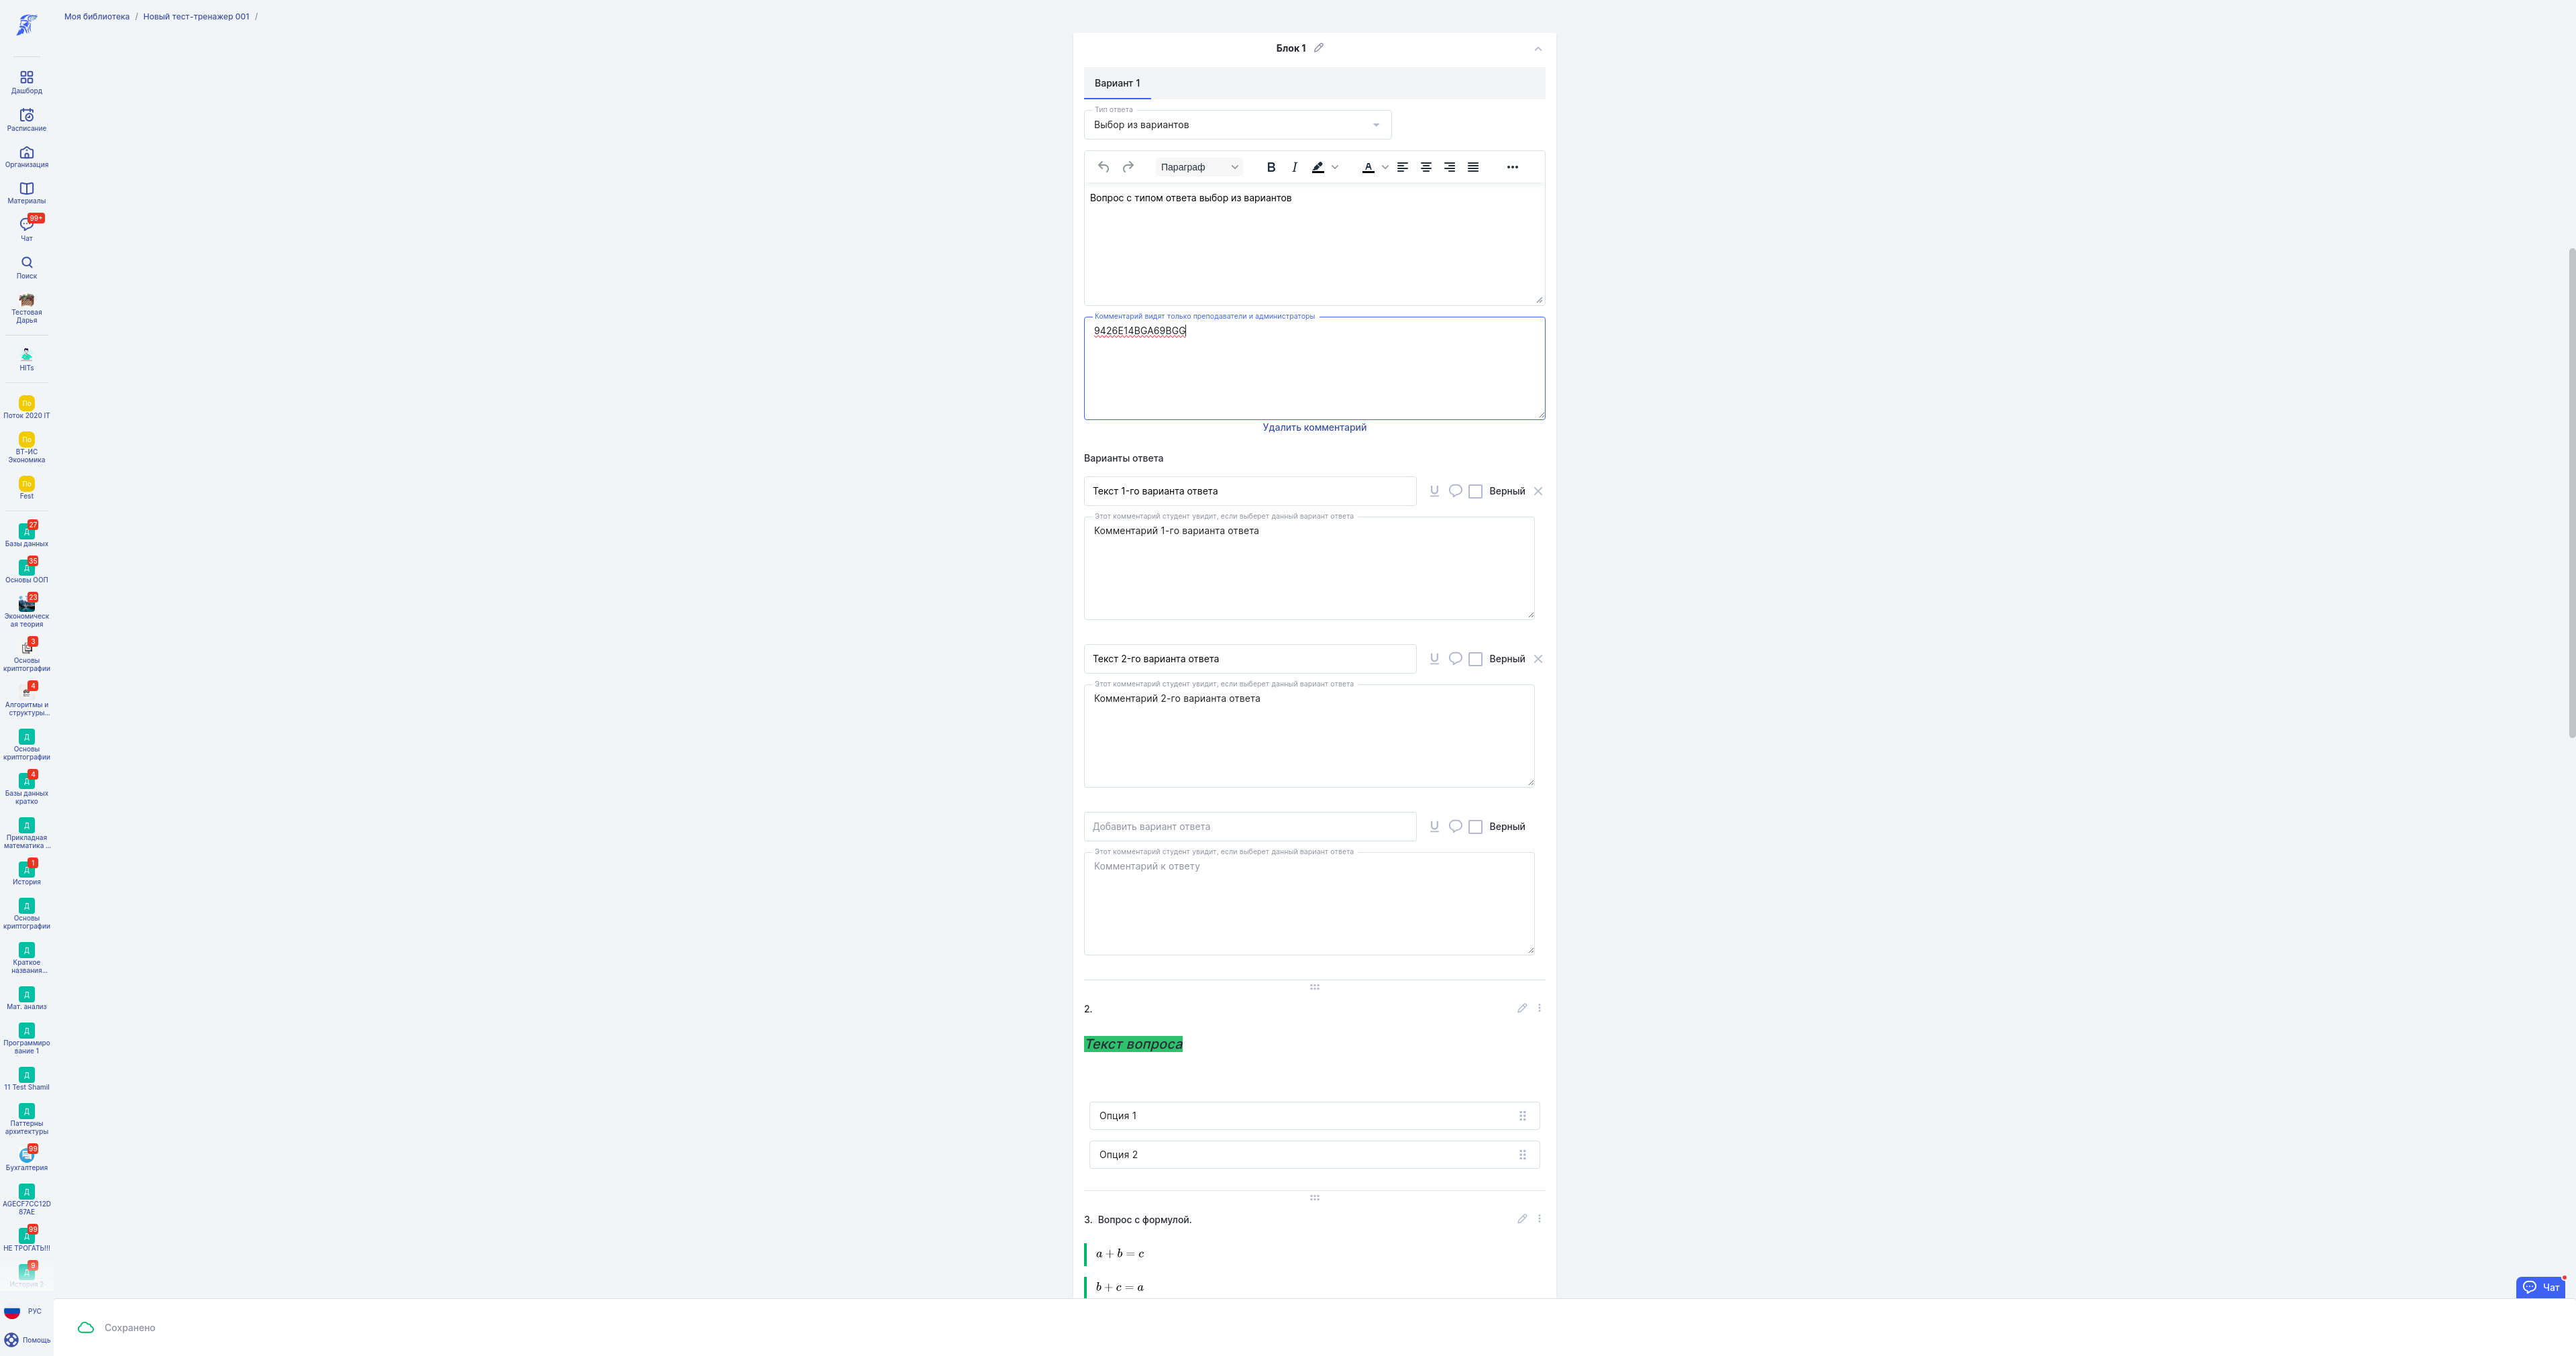 Моя библиотека / Новый тест-тренажер 001 /
Дашборд
Расписание
Организация
Материалы
99+
Чат
Поиск
Тестовая
Дарья
HITs
По
Поток 2020 IT
По
ВТ-ИС
Экономика
По
Fest
27
Д
Базы данных
35
Д
Основы ООП
23
Экономическ
ая теория
3
Основы
криптографии
4
Алгоритмы и
структуры...
Д
Основы
криптографии
4
Д
Базы данных
кратко
Д
Прикладная
математика ...
1
Д
История
Д
Основы
криптографии
Д
Краткое
названия...
Д
Мат. анализ
Д
Программиро
вание 1
Д
11 Test Shamil
Д
Паттерны
архитектуры
99
Бухгалтерия
Д
AGECF7CC12D
87AE
99
Д
НЕ ТРОГАТЬ!!!
9
Д
История 2
РУС
Помощь
Блок 1
Вариант 1
Тип ответа
Выбор из вариантов
Параграф
B I A
Вопрос с типом ответа выбор из вариантов
Комментарий видят только преподаватели и администраторы
9426E14BGA69BGG
Удалить комментарий
Варианты ответа
Текст 1-го варианта ответа U Верный
Этот комментарий студент увидит, если выберет данный вариант ответа
Комментарий 1-го варианта ответа
Текст 2-го варианта ответа U Верный
Этот комментарий студент увидит, если выберет данный вариант ответа
Комментарий 2-го варианта ответа
Добавить вариант ответа U Верный
Этот комментарий студент увидит, если выберет данный вариант ответа
Комментарий к ответу
2.
Текст вопроса
Опция 1
Опция 2
3. Вопрос с формулой.
a + b = c
b + c = a
Чат
Сохранено